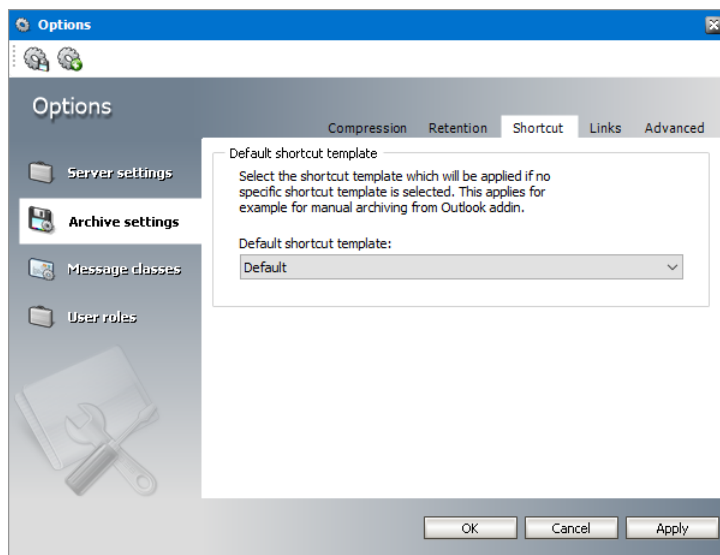 Options
Options
Compression Retention Shortcut Links Advanced
Server settings
Archive settings
Message classes
User roles
Default shortcut template
Select the shortcut template which will be applied if no
specific shortcut template is selected. This applies for
example for manual archiving from Outlook addin.
Default shortcut template:
Default
OK Cancel Apply